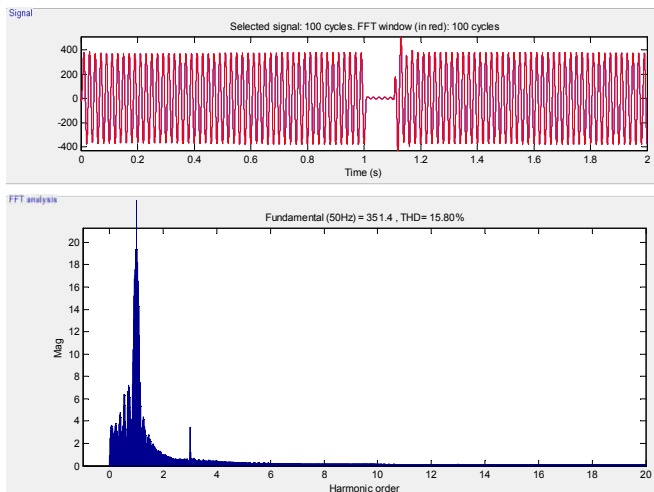 Signal
Selected signal: 100 cycles. FFT window (in red): 100 cycles
400
200
0
-200
-400
0 0.2 0.4 0.6 0.8 1 1.2 1.4 1.6 1.8 2
Time (s)
FFT analysis
Fundamental (50Hz) = 351.4 , THD= 15.80%
20
18
16
14
12
10
8
6
4
2
0
Mag
0 2 4 6 8 10 12 14 16 18 20
Harmonic order